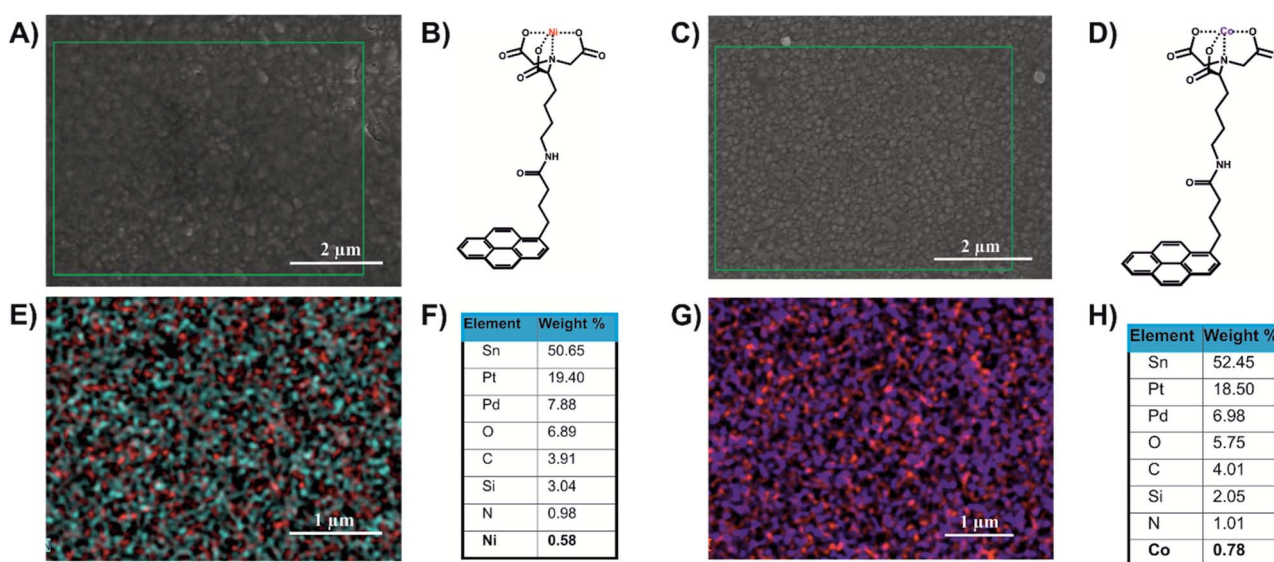 A)
2 µm
B)
Ni
O
O
O
O
N
O
O
NH
O
C)
2 µm
D)
Co
O
O
O
O
N
O
O
NH
O
E)
1 µm
F)
Element Weight %
Sn 50.65
Pt 19.40
Pd 7.88
O 6.89
C 3.91
Si 3.04
N 0.98
Ni 0.58
G)
1 µm
H)
Element Weight %
Sn 52.45
Pt 18.50
Pd 6.98
O 5.75
C 4.01
Si 2.05
N 1.01
Co 0.78